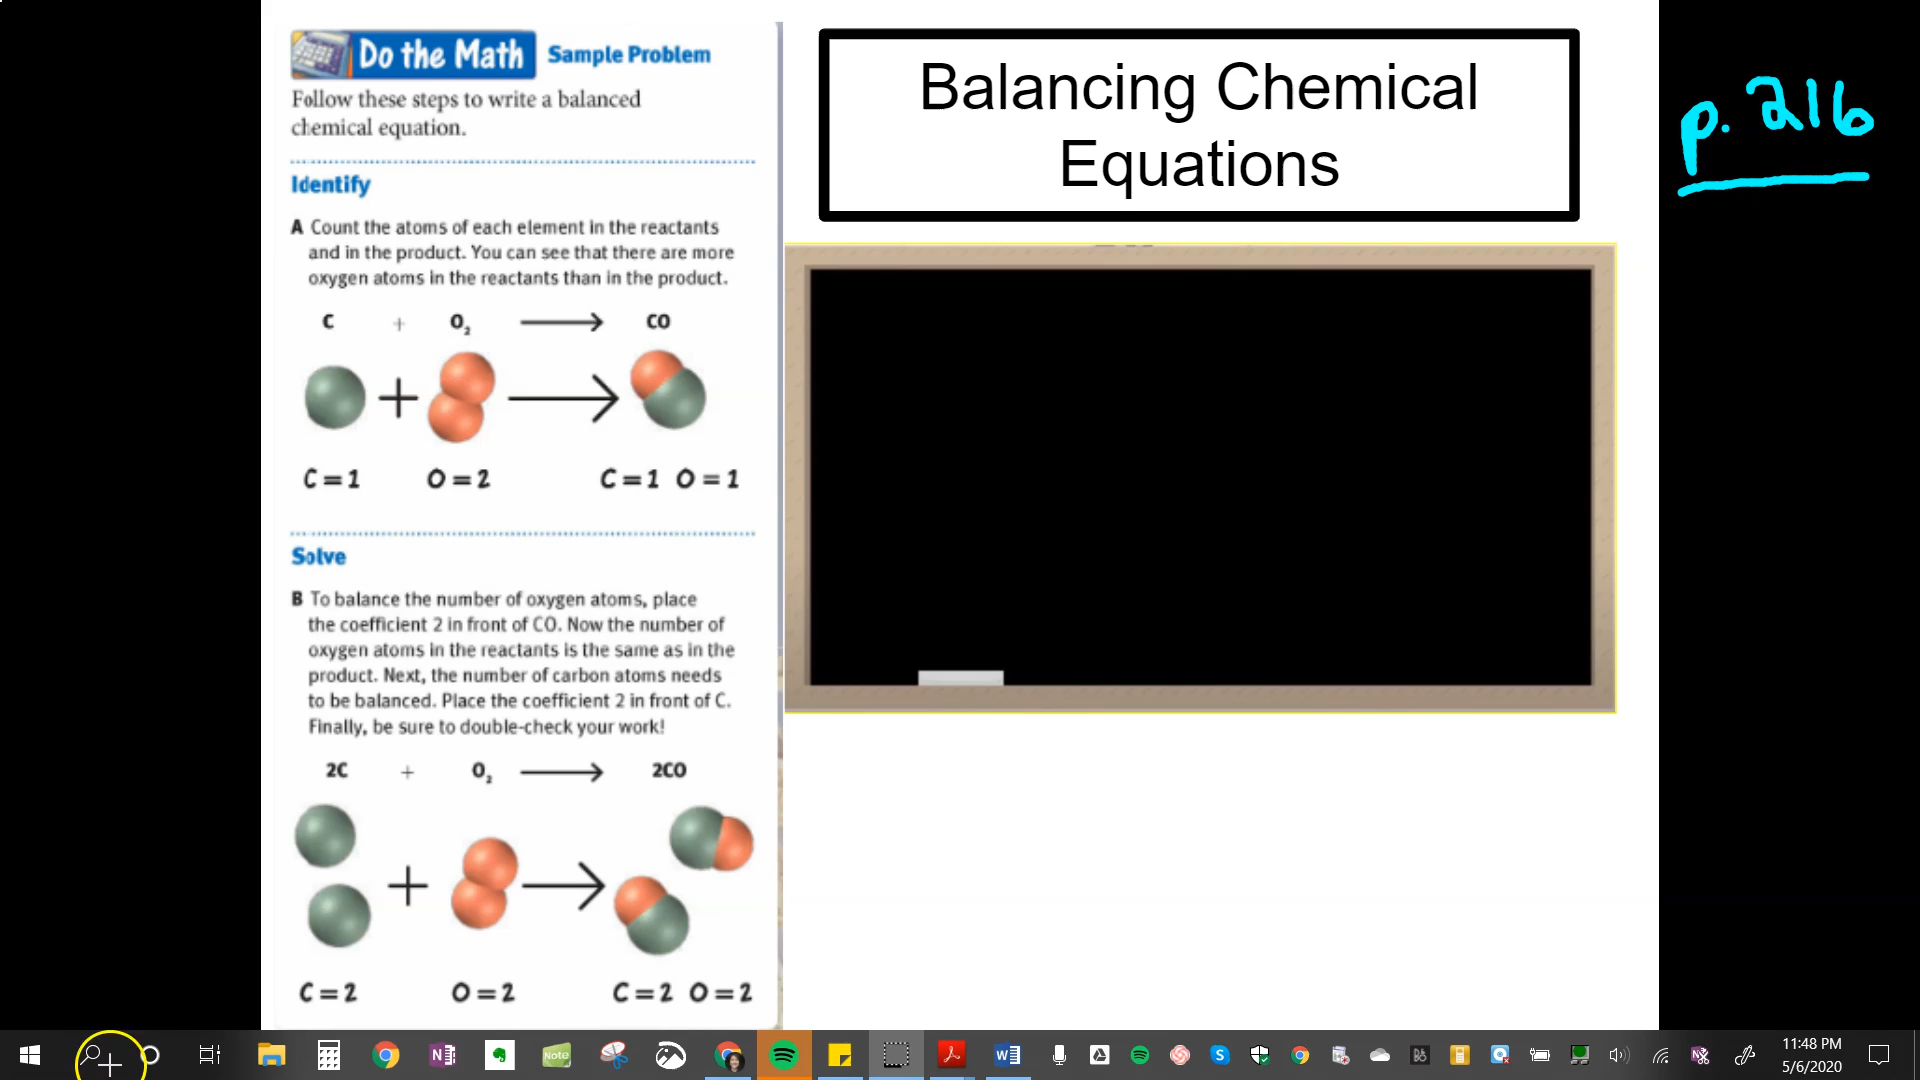 Do the Math Sample Problem
Follow these steps to write a balanced
chemical equation.
Identify
A Count the atoms of each element in the reactants
and in the product. You can see that there are more
oxygen atoms in the reactants than in the product.
C + O₂ ⟶ CO
+ ⟶
C = 1 O = 2 C = 1 O = 1
Solve
B To balance the number of oxygen atoms, place
the coefficient 2 in front of CO. Now the number of
oxygen atoms in the reactants is the same as in the
product. Next, the number of carbon atoms needs
to be balanced. Place the coefficient 2 in front of C.
Finally, be sure to double-check your work!
2C + O₂ ⟶ 2CO
+ ⟶
C = 2 O = 2 C = 2 O = 2
Balancing Chemical
Equations
p. 216
Note
11:48 PM
5/6/2020